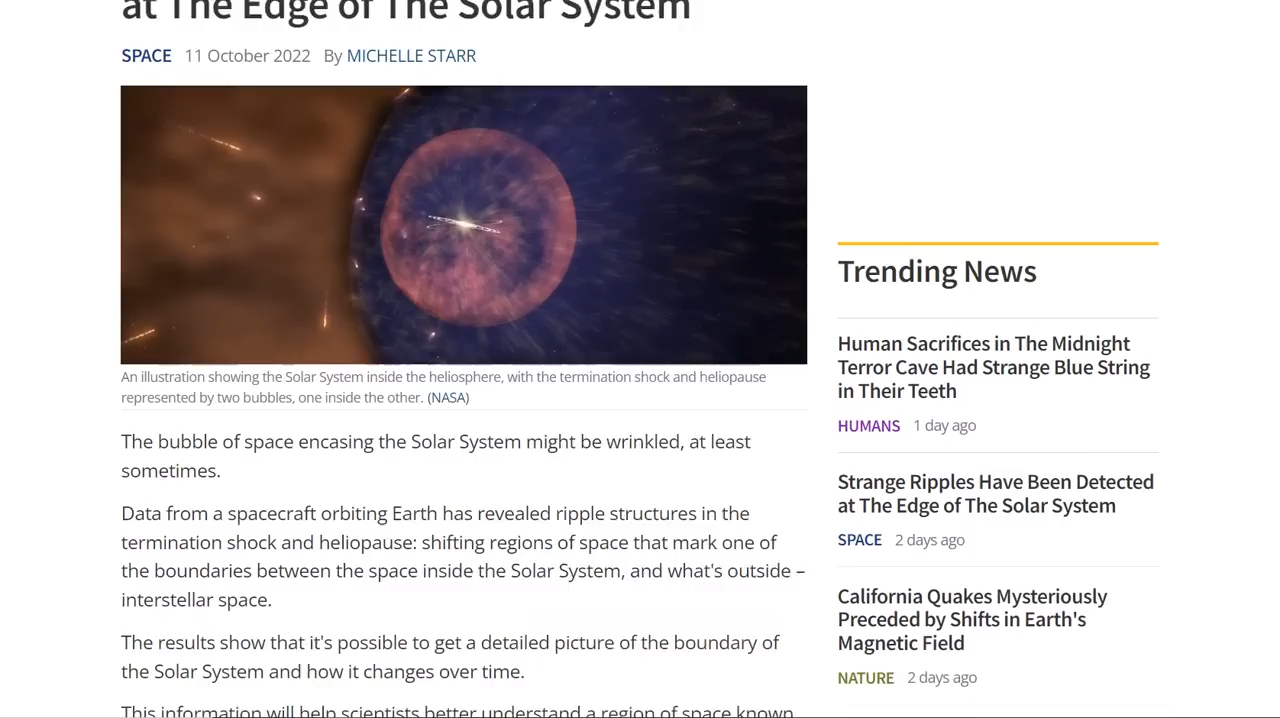 at The Edge of The Solar System
SPACE 11 October 2022 By MICHELLE STARR
An illustration showing the Solar System inside the heliosphere, with the termination shock and heliopause
represented by two bubbles, one inside the other. (NASA)
The bubble of space encasing the Solar System might be wrinkled, at least
sometimes.
Data from a spacecraft orbiting Earth has revealed ripple structures in the
termination shock and heliopause: shifting regions of space that mark one of
the boundaries between the space inside the Solar System, and what's outside –
interstellar space.
The results show that it's possible to get a detailed picture of the boundary of
the Solar System and how it changes over time.
This information will help scientists better understand a region of space known
Trending News
Human Sacrifices in The Midnight
Terror Cave Had Strange Blue String
in Their Teeth
HUMANS 1 day ago
Strange Ripples Have Been Detected
at The Edge of The Solar System
SPACE 2 days ago
California Quakes Mysteriously
Preceded by Shifts in Earth's
Magnetic Field
NATURE 2 days ago